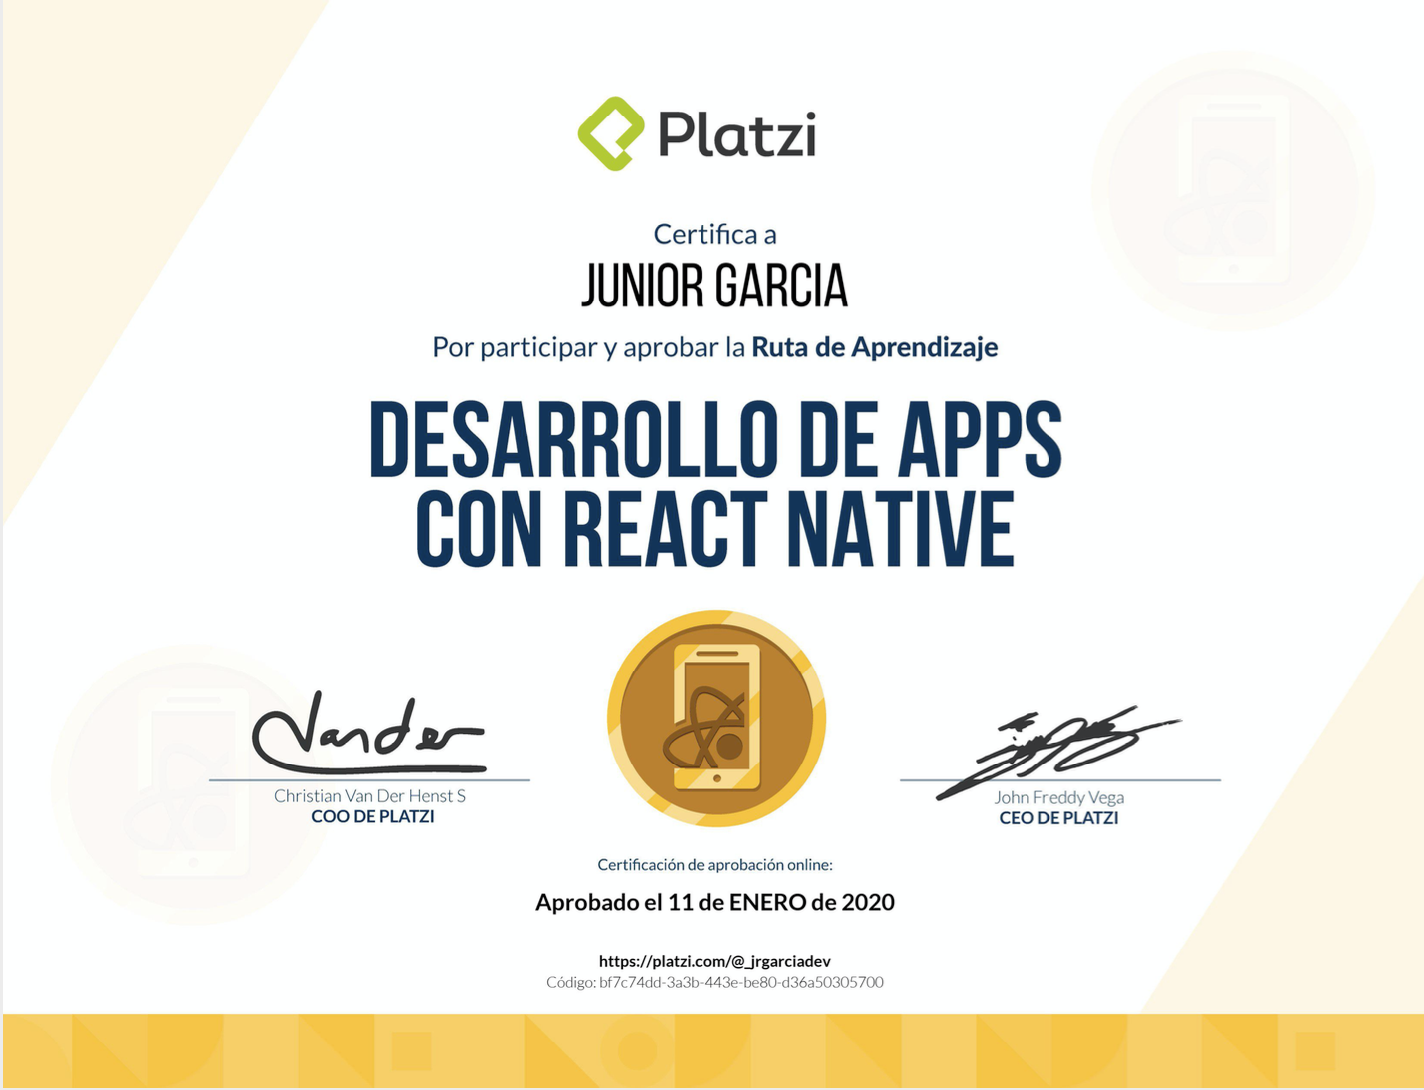 Platzi
Certifica a
JUNIOR GARCIA
Por participar y aprobar la Ruta de Aprendizaje
DESARROLLO DE APPS
CON REACT NATIVE
Vander
Christian Van Der Henst S
COO DE PLATZI
John Freddy Vega
CEO DE PLATZI
Certificación de aprobación online:
Aprobado el 11 de ENERO de 2020
https://platzi.com/@_jrgarciadev
Código: bf7c74dd-3a3b-443e-be80-d36a50305700